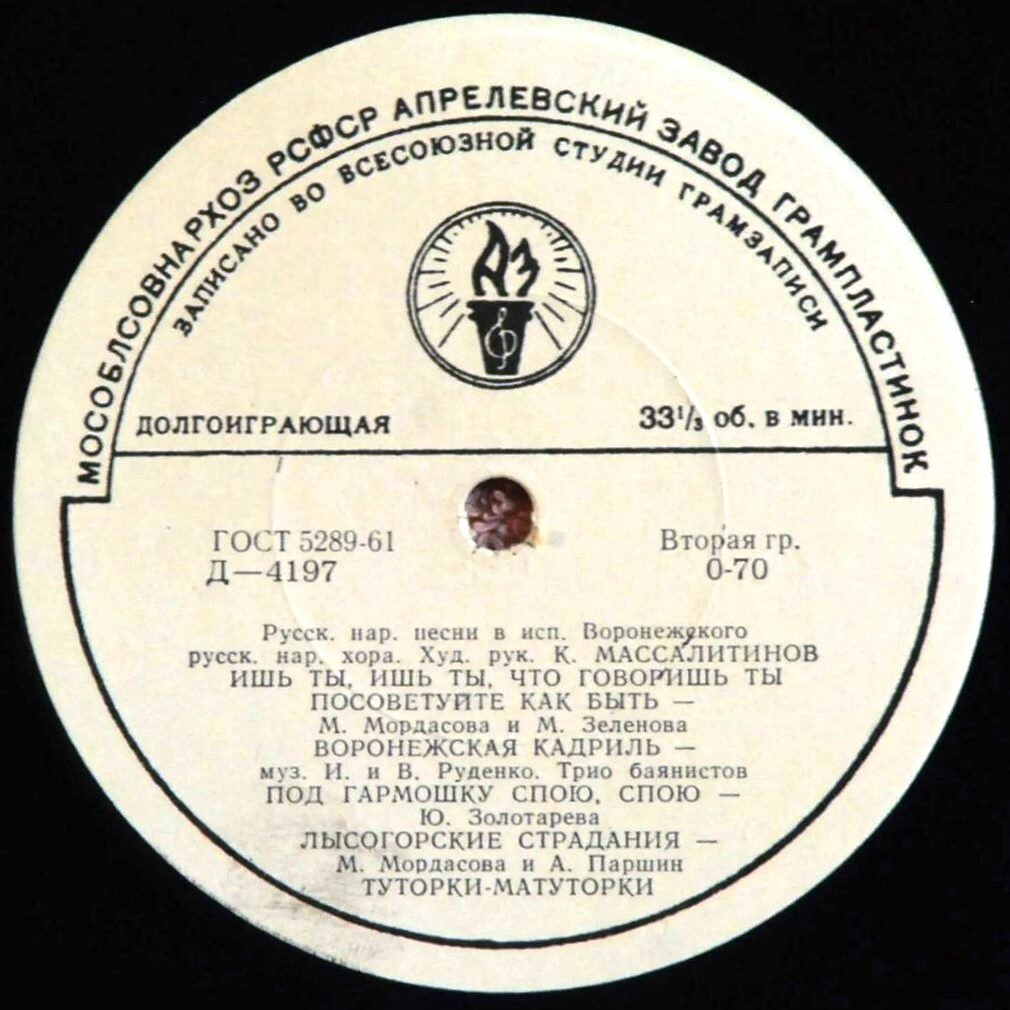 МОСОБЛСОВНАРХОЗ РСФСР АПРЕЛЕВСКИЙ ЗАВОД ГРАМПЛАСТИНОК
ЗАПИСАНО ВО ВСЕСОЮЗНОЙ СТУДИИ ГРАМЗАПИСИ
АЗ
ДОЛГОИГРАЮЩАЯ 33⅓ об. в мин.
ГОСТ 5289-61 Вторая гр.
Д—4197 0-70
Русск. нар. песни в исп. Воронежского
русск. нар. хора. Худ. рук. К. МАССАЛИТИНОВ
ИШЬ ТЫ, ИШЬ ТЫ, ЧТО ГОВОРИШЬ ТЫ
ПОСОВЕТУЙТЕ КАК БЫТЬ —
М. Мордасова и М. Зеленова
ВОРОНЕЖСКАЯ КАДРИЛЬ —
муз. И. и В. Руденко. Трио баянистов
ПОД ГАРМОШКУ СПОЮ, СПОЮ —
Ю. Золотарева
ЛЫСОГОРСКИЕ СТРАДАНИЯ —
М. Мордасова и А. Паршин
ТУТОРКИ-МАТУТОРКИ